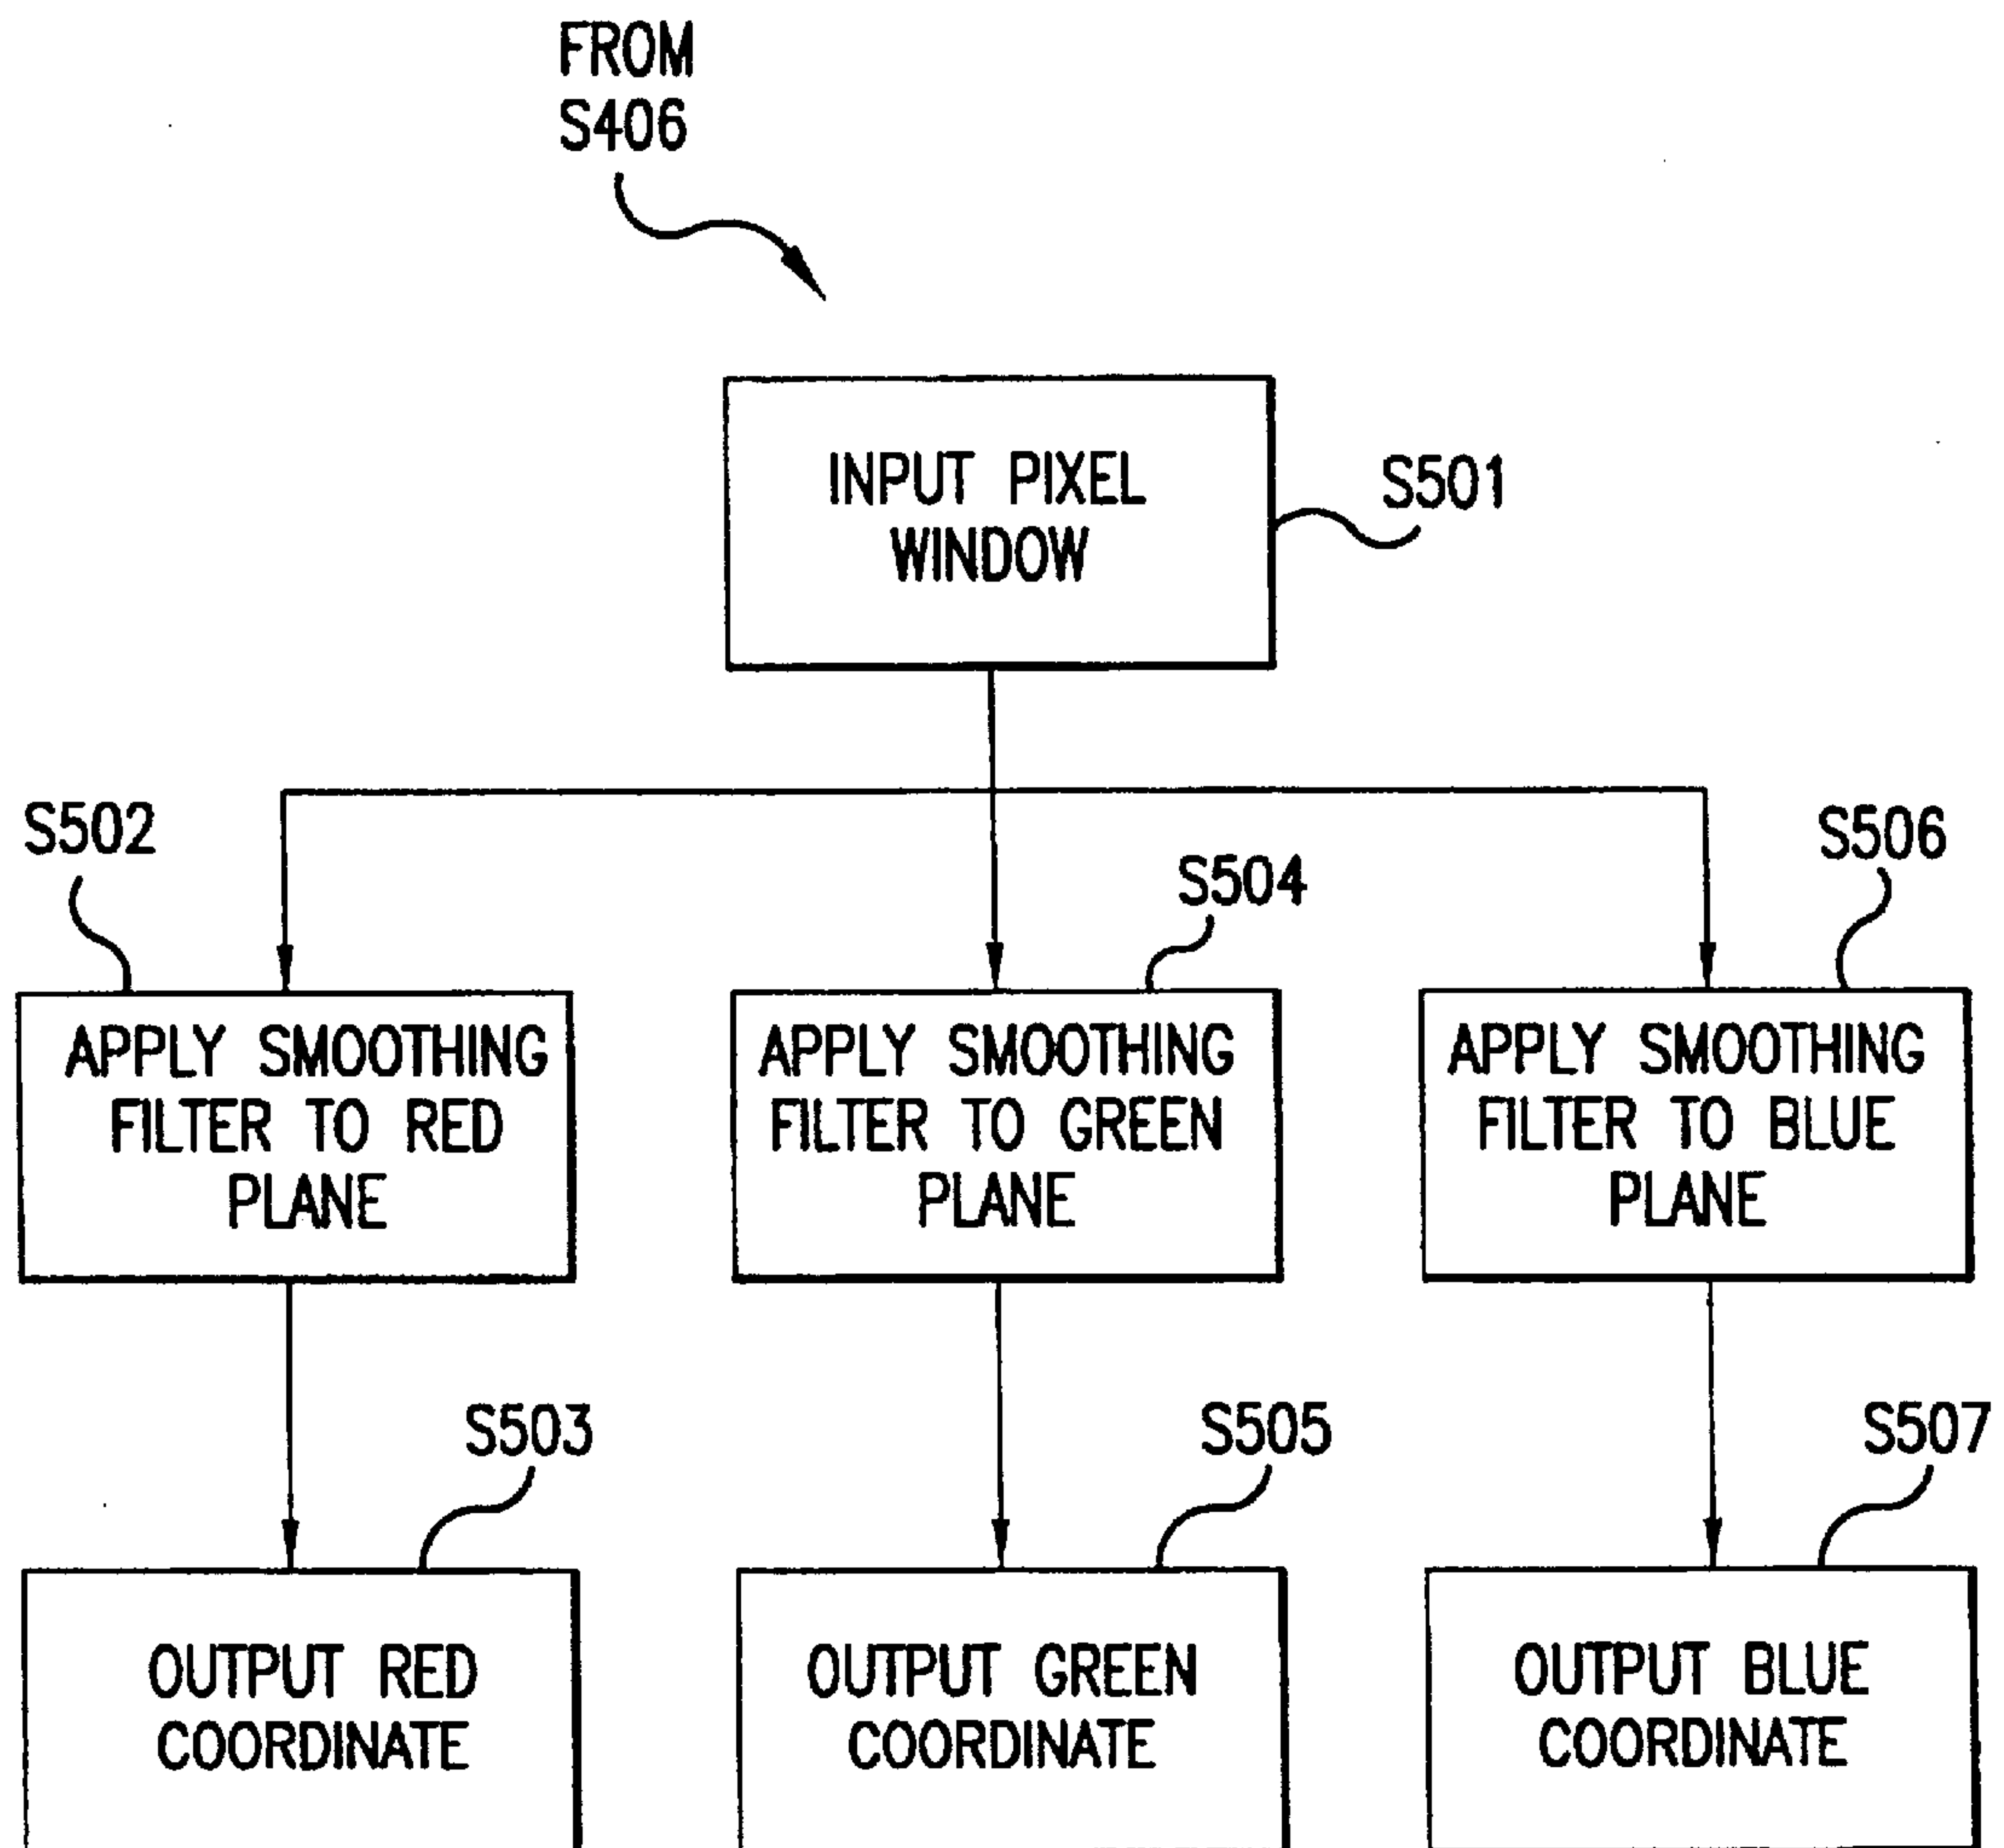 FROM
S406
INPUT PIXEL
WINDOW
S501
S502
S504
S506
APPLY SMOOTHING
FILTER TO RED
PLANE
APPLY SMOOTHING
FILTER TO GREEN
PLANE
APPLY SMOOTHING
FILTER TO BLUE
PLANE
S503
S505
S507
OUTPUT RED
COORDINATE
OUTPUT GREEN
COORDINATE
OUTPUT BLUE
COORDINATE